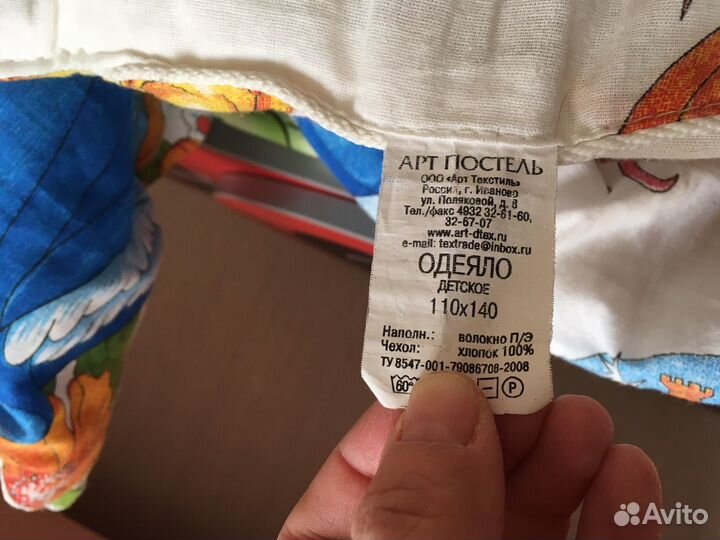 АРТ ПОСТЕЛЬ
ООО «Арт Текстиль»
Россия, г. Иваново
ул. Поляковой, д. 8
Тел./факс 4932 32-61-60,
32-67-07
www.art-dtex.ru
e-mail: textrade@inbox.ru
ОДЕЯЛО
ДЕТСКОЕ
110х140
Наполн.: волокно П/Э
Чехол: хлопок 100%
ТУ 8547-001-79086708-2008
60° P
Avito